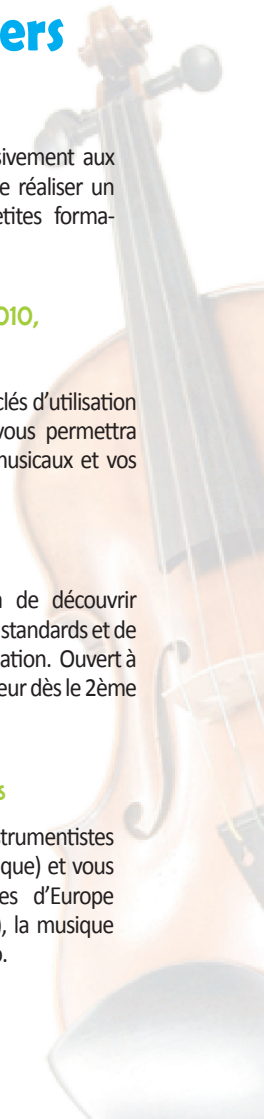 ers
sivement aux
e réaliser un
etites forma-
010,
clés d'utilisation
vous permettra
musicaux et vos
de découvrir
standards et de
ation. Ouvert à
eur dès le 2ème
s
strumentistes
que) et vous
es d'Europe
, la musique